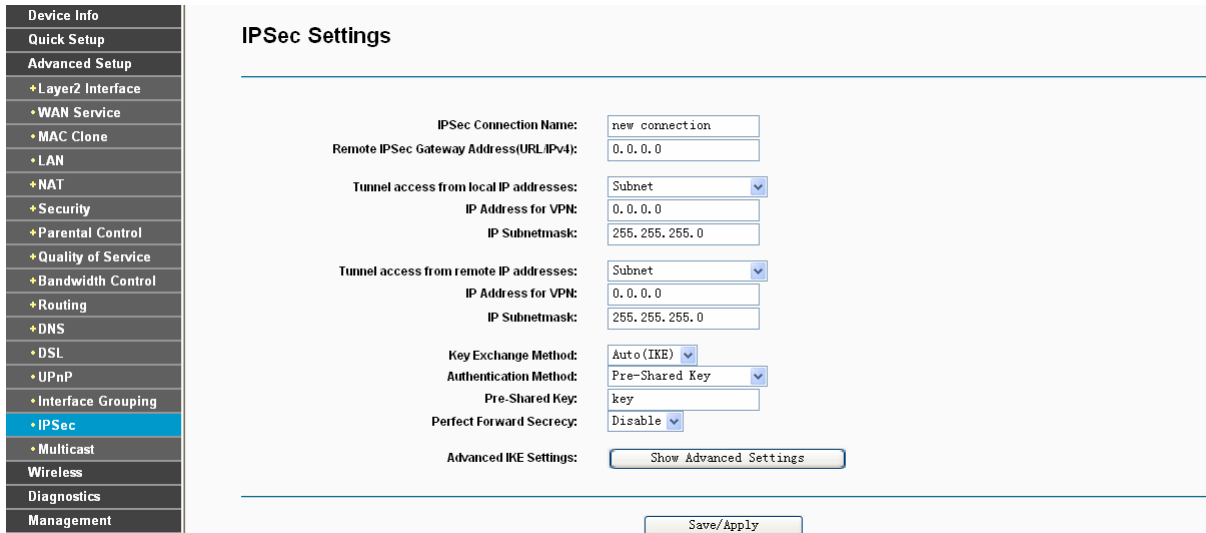 Device Info
Quick Setup
Advanced Setup
+Layer2 Interface
•WAN Service
•MAC Clone
•LAN
+NAT
+Security
+Parental Control
+Quality of Service
+Bandwidth Control
+Routing
+DNS
•DSL
•UPnP
•Interface Grouping
•IPSec
•Multicast
Wireless
Diagnostics
Management
IPSec Settings
IPSec Connection Name: new connection
Remote IPSec Gateway Address(URL/IPv4): 0.0.0.0
Tunnel access from local IP addresses: Subnet
IP Address for VPN: 0.0.0.0
IP Subnetmask: 255.255.255.0
Tunnel access from remote IP addresses: Subnet
IP Address for VPN: 0.0.0.0
IP Subnetmask: 255.255.255.0
Key Exchange Method: Auto(IKE)
Authentication Method: Pre-Shared Key
Pre-Shared Key: key
Perfect Forward Secrecy: Disable
Advanced IKE Settings: Show Advanced Settings
Save/Apply